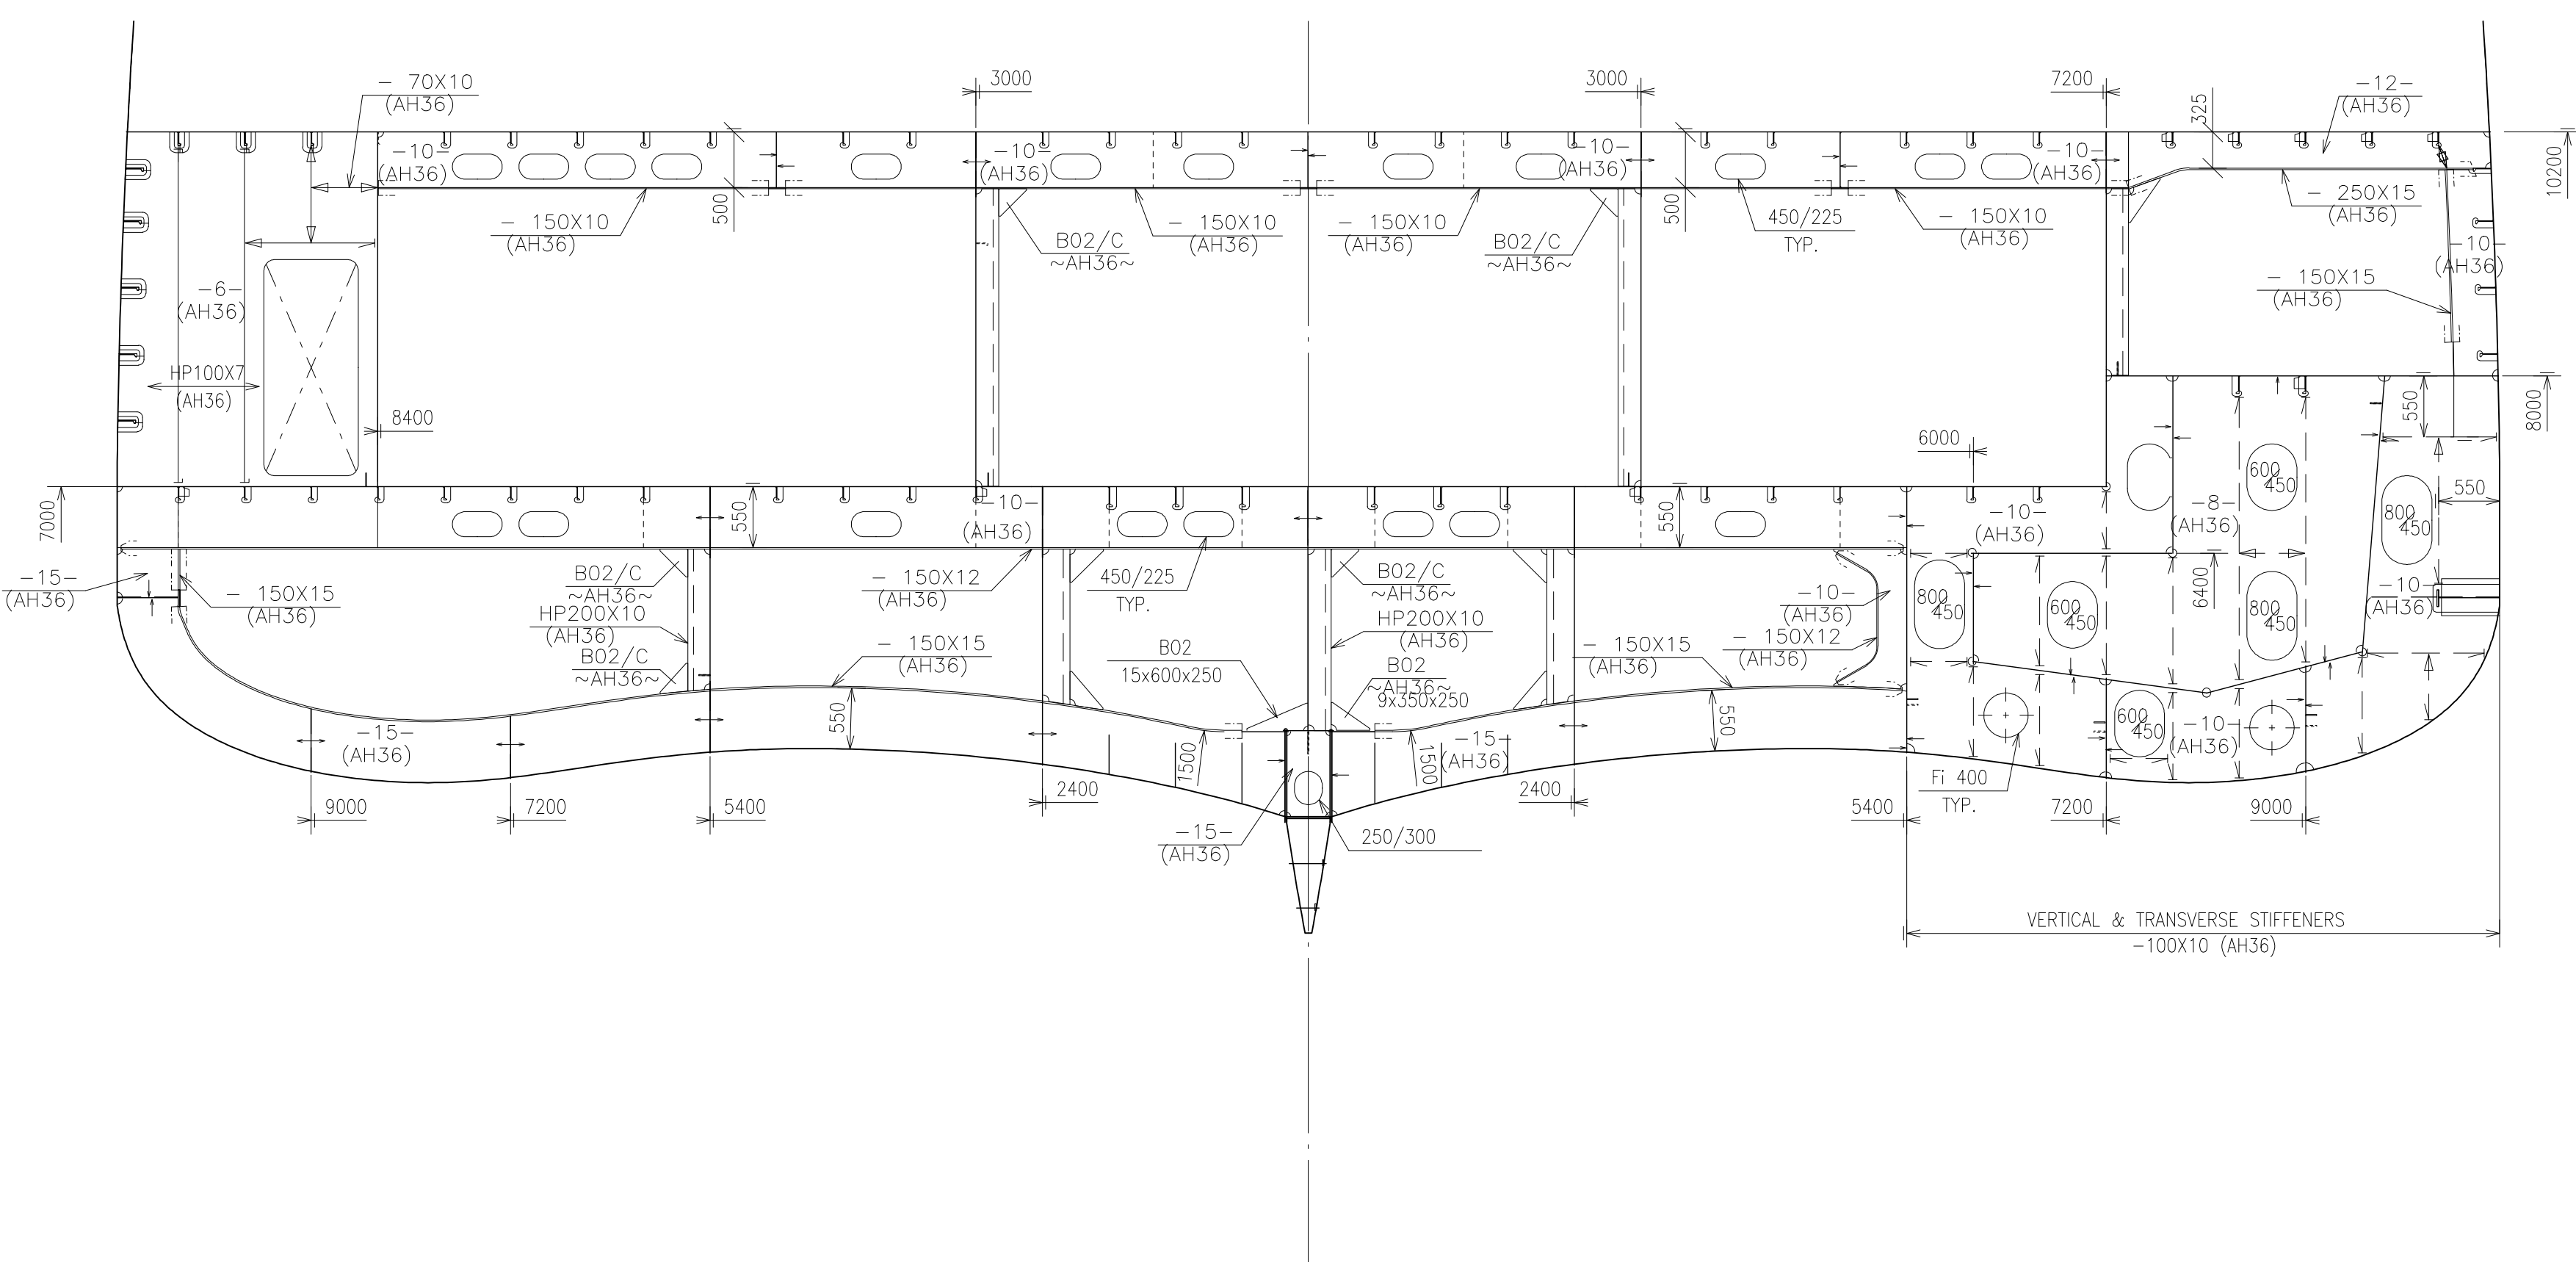 - 70X10
(AH36)
3000
3000
7200
325
-12-
(AH36)
10200
-10-
(AH36)
-10-
(AH36)
-10-
(AH36)
-10-
(AH36)
500
500
- 150X10
(AH36)
B02/C
~AH36~
- 150X10
(AH36)
- 150X10
(AH36)
B02/C
~AH36~
450/225
TYP.
- 150X10
(AH36)
- 250X15
(AH36)
-10-
(AH36)
- 150X15
(AH36)
-6-
(AH36)
HP100X7
(AH36)
8400
8000
550
6000
7000
550
-10-
(AH36)
550
-10-
(AH36)
600
450
-8-
(AH36)
800
450
550
6400
-15-
(AH36)
- 150X15
(AH36)
B02/C
~AH36~
HP200X10
(AH36)
B02/C
~AH36~
- 150X12
(AH36)
450/225
TYP.
B02/C
~AH36~
HP200X10
(AH36)
-10-
(AH36)
- 150X12
(AH36)
800
450
600
450
800
450
-10-
(AH36)
- 150X15
(AH36)
B02
15x600x250
B02
~AH36~
9x350x250
- 150X15
(AH36)
550
550
1500
1500
-15-
(AH36)
-15-
(AH36)
600
450
-10-
(AH36)
Fi 400
TYP.
9000
7200
5400
2400
2400
5400
7200
9000
-15-
(AH36)
250/300
VERTICAL & TRANSVERSE STIFFENERS
-100X10 (AH36)